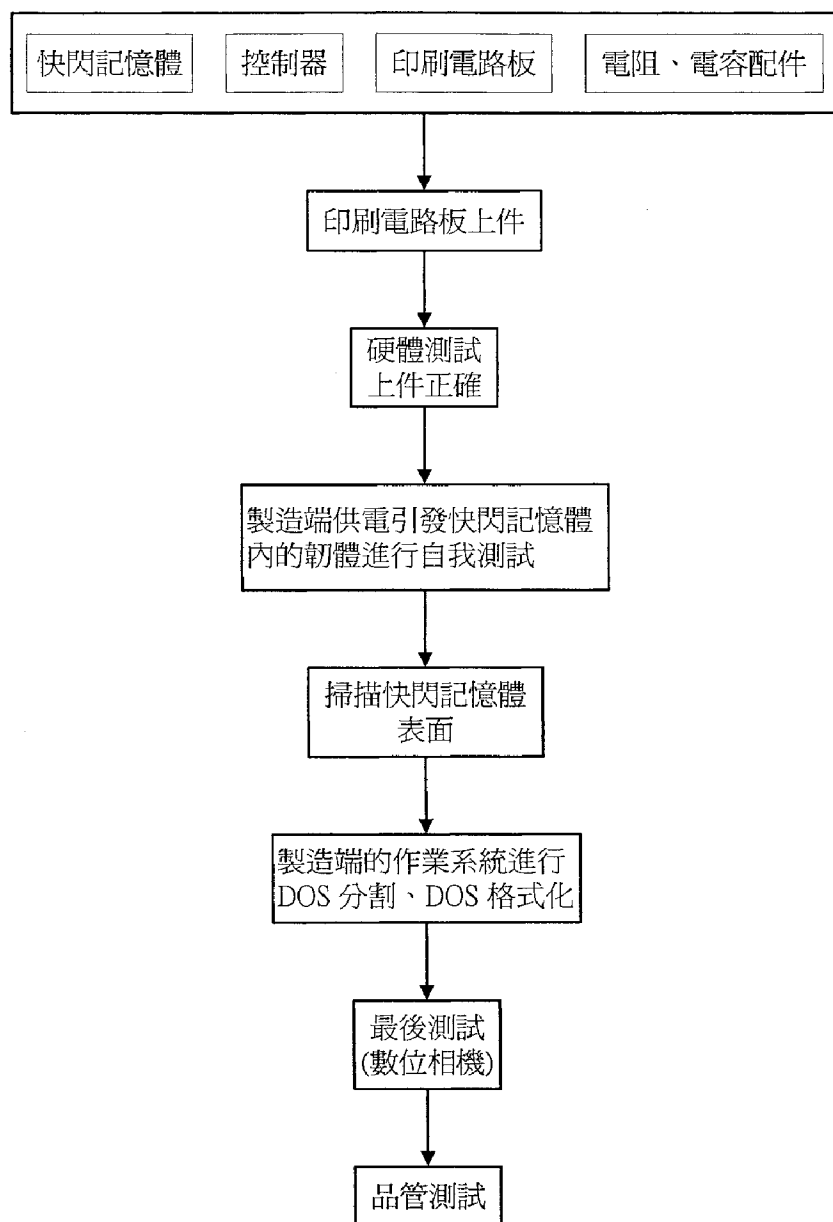 快閃記憶體 控制器 印刷電路板 電阻、電容配件
印刷電路板上件
硬體測試
上件正確
製造端供電引發快閃記憶體
內的韌體進行自我測試
掃描快閃記憶體
表面
製造端的作業系統進行
DOS 分割、DOS 格式化
最後測試
(數位相機)
品管測試